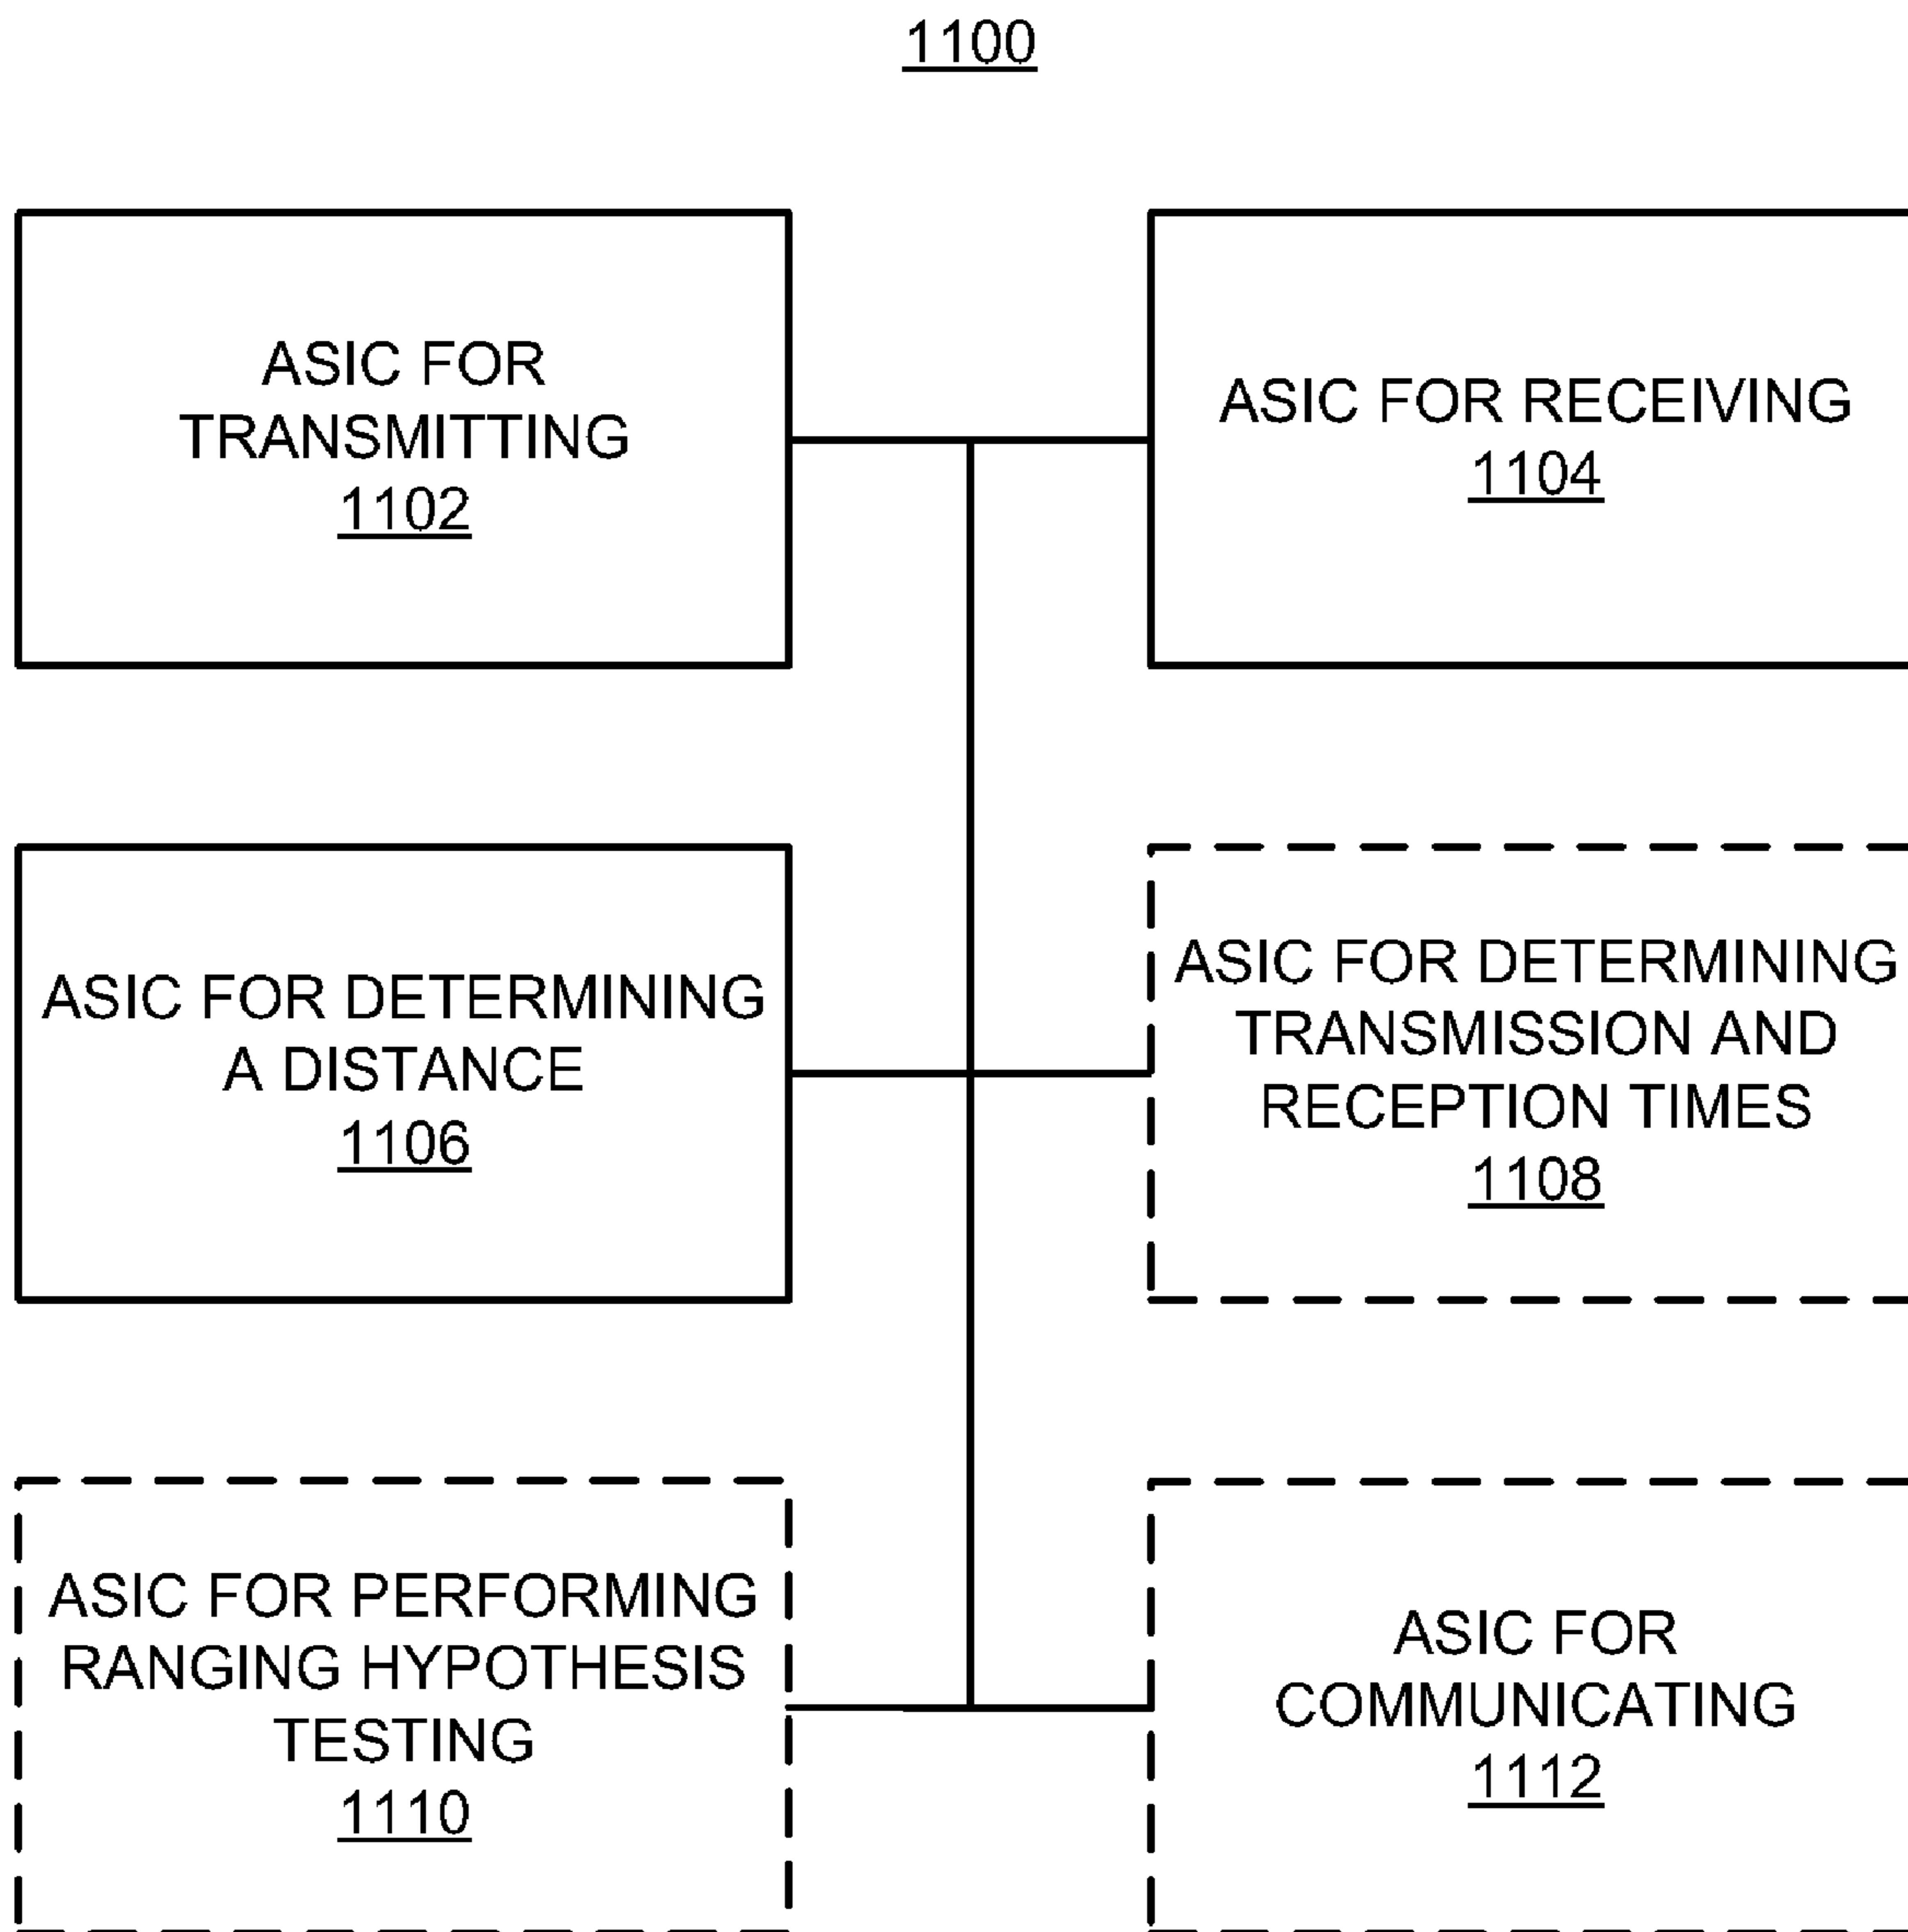 1100
ASIC FOR
TRANSMITTING
1102
ASIC FOR RECEIVING
1104
ASIC FOR DETERMINING
A DISTANCE
1106
ASIC FOR DETERMINING
TRANSMISSION AND
RECEPTION TIMES
1108
ASIC FOR PERFORMING
RANGING HYPOTHESIS
TESTING
1110
ASIC FOR
COMMUNICATING
1112